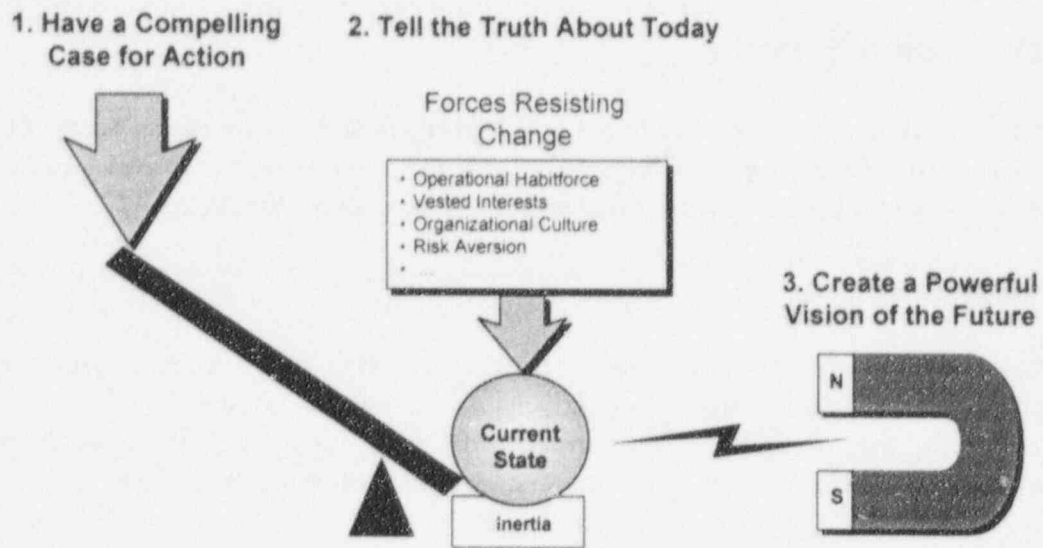 1. Have a Compelling
Case for Action
2. Tell the Truth About Today
Forces Resisting
Change
· Operational Habitforce
· Vested Interests
· Organizational Culture
· Risk Aversion
·
3. Create a Powerful
Vision of the Future
N
Current
State
S
inertia